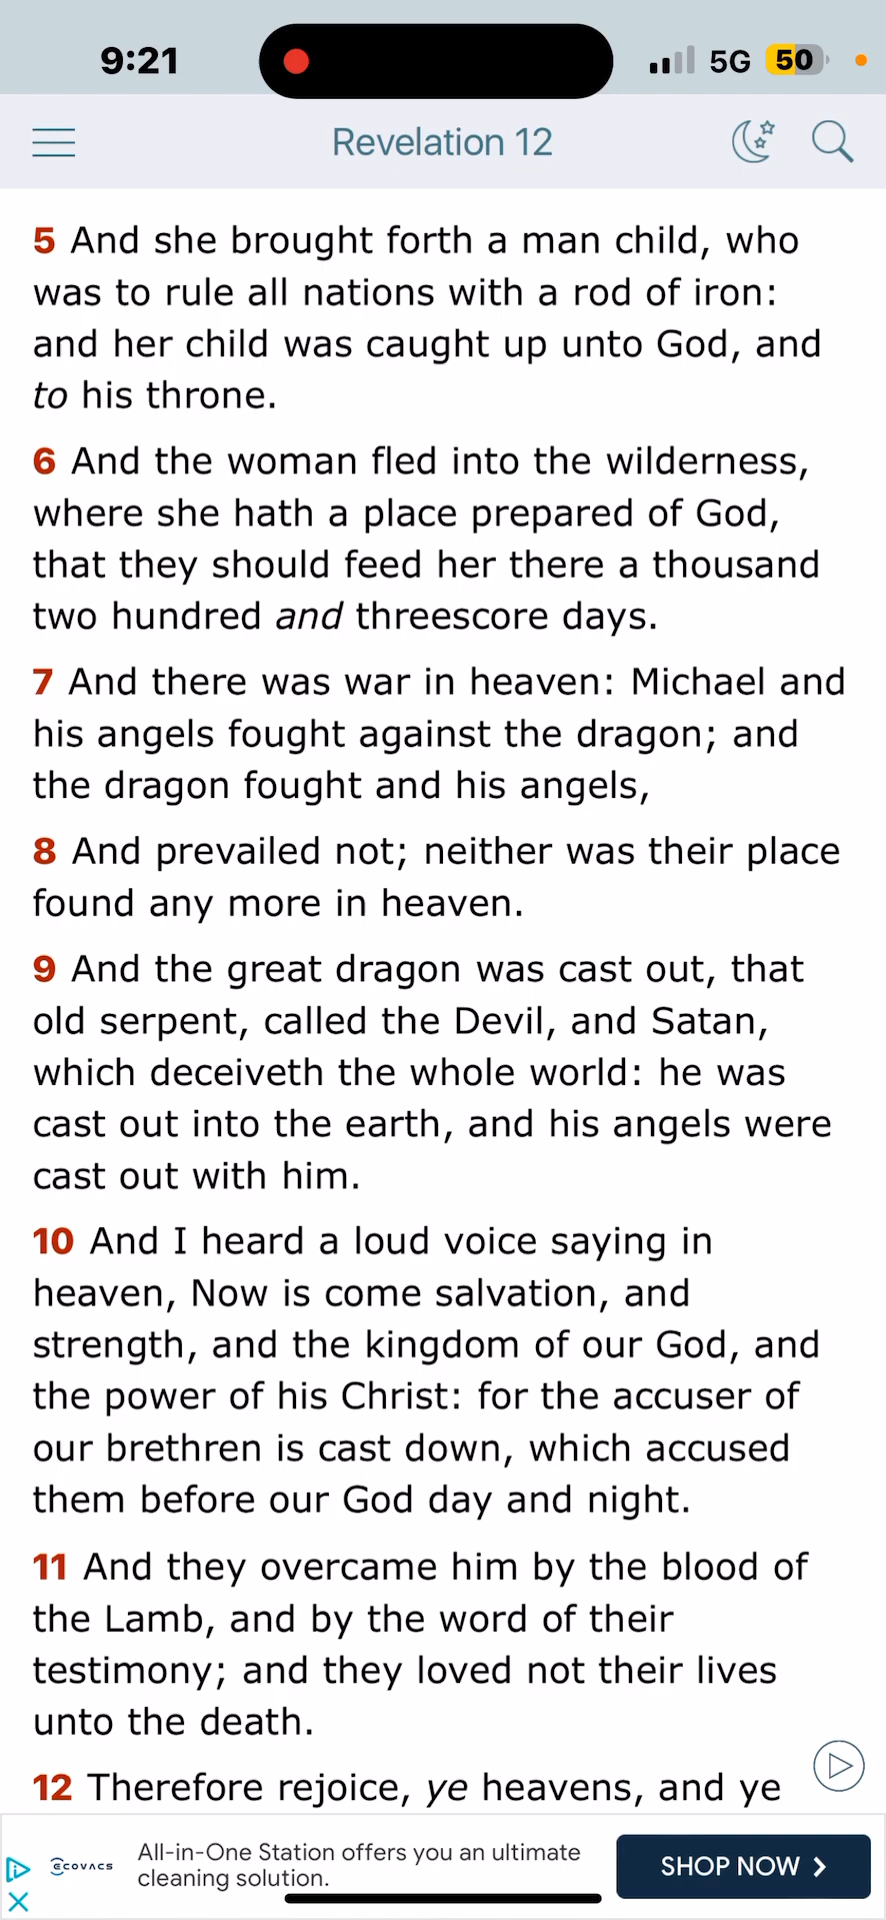 9:21
5G 50
Revelation 12
5 And she brought forth a man child, who
was to rule all nations with a rod of iron:
and her child was caught up unto God, and
to his throne.
6 And the woman fled into the wilderness,
where she hath a place prepared of God,
that they should feed her there a thousand
two hundred and threescore days.
7 And there was war in heaven: Michael and
his angels fought against the dragon; and
the dragon fought and his angels,
8 And prevailed not; neither was their place
found any more in heaven.
9 And the great dragon was cast out, that
old serpent, called the Devil, and Satan,
which deceiveth the whole world: he was
cast out into the earth, and his angels were
cast out with him.
10 And I heard a loud voice saying in
heaven, Now is come salvation, and
strength, and the kingdom of our God, and
the power of his Christ: for the accuser of
our brethren is cast down, which accused
them before our God day and night.
11 And they overcame him by the blood of
the Lamb, and by the word of their
testimony; and they loved not their lives
unto the death.
12 Therefore rejoice, ye heavens, and ye
ECOVACS
All-in-One Station offers you an ultimate
cleaning solution.
SHOP NOW